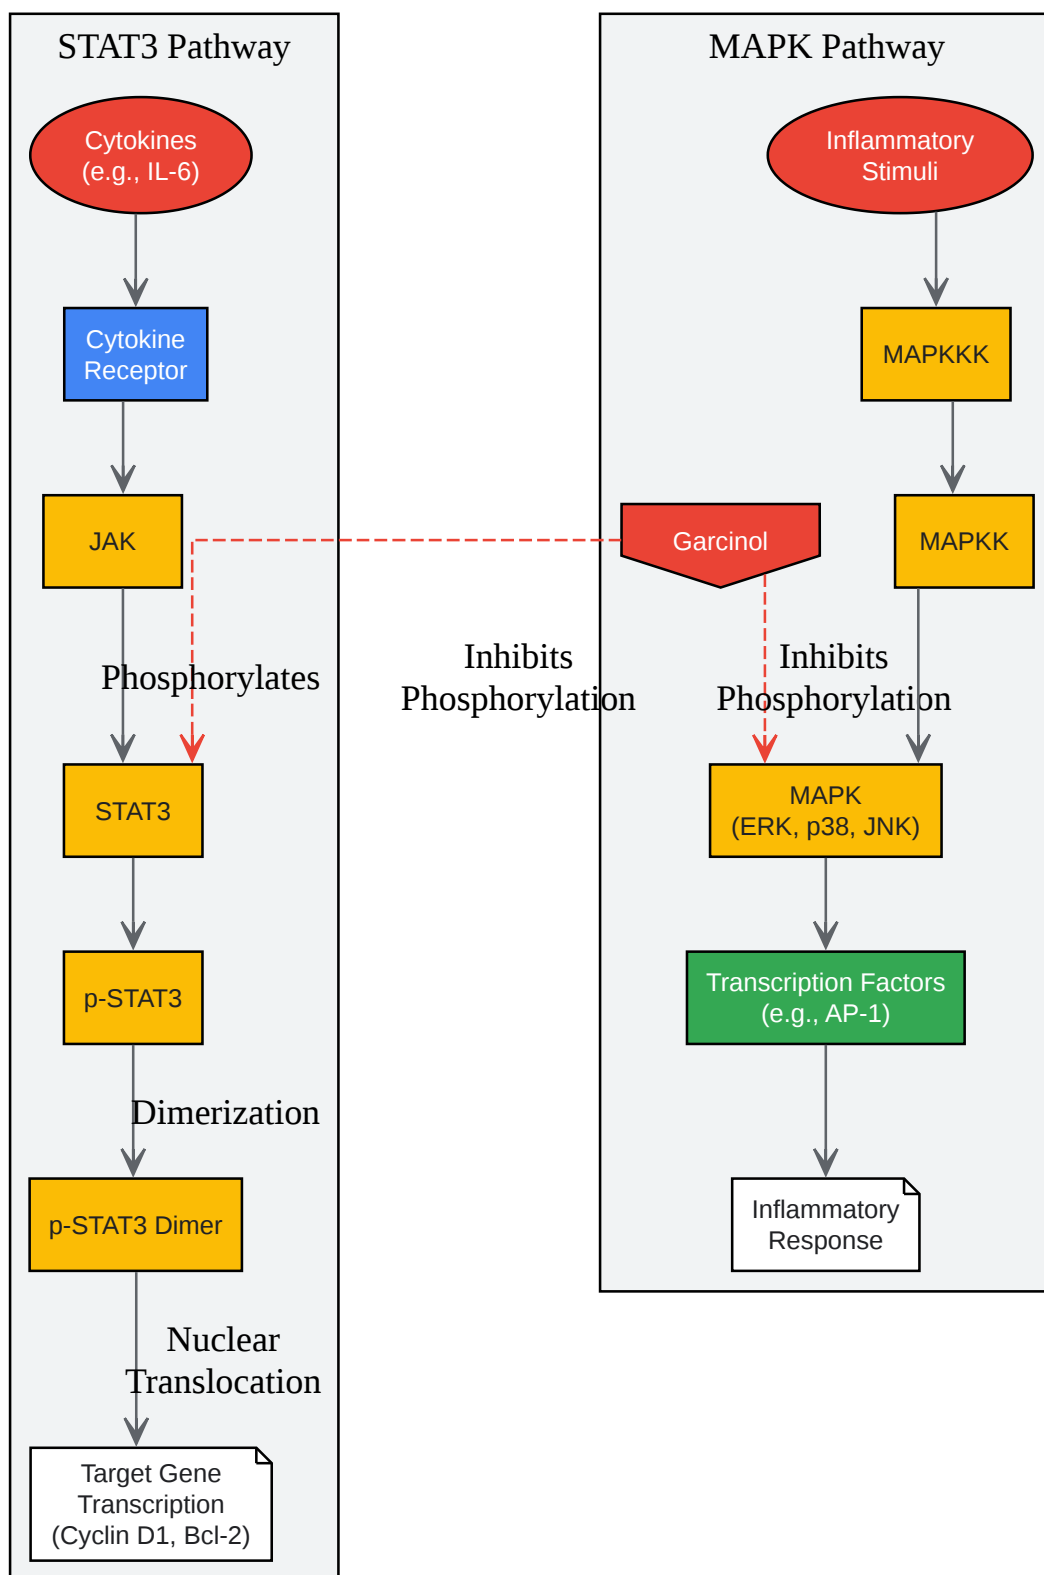 STAT3 Pathway
Cytokines
(e.g., IL-6)
Cytokine
Receptor
JAK
Phosphorylates
STAT3
p-STAT3
Dimerization
p-STAT3 Dimer
Nuclear
Translocation
Target Gene
Transcription
(Cyclin D1, Bcl-2)
Inhibits
Phosphorylation
MAPK Pathway
Inflammatory
Stimuli
MAPKKK
Garcinol
MAPKK
Inhibits
Phosphorylation
MAPK
(ERK, p38, JNK)
Transcription Factors
(e.g., AP-1)
Inflammatory
Response